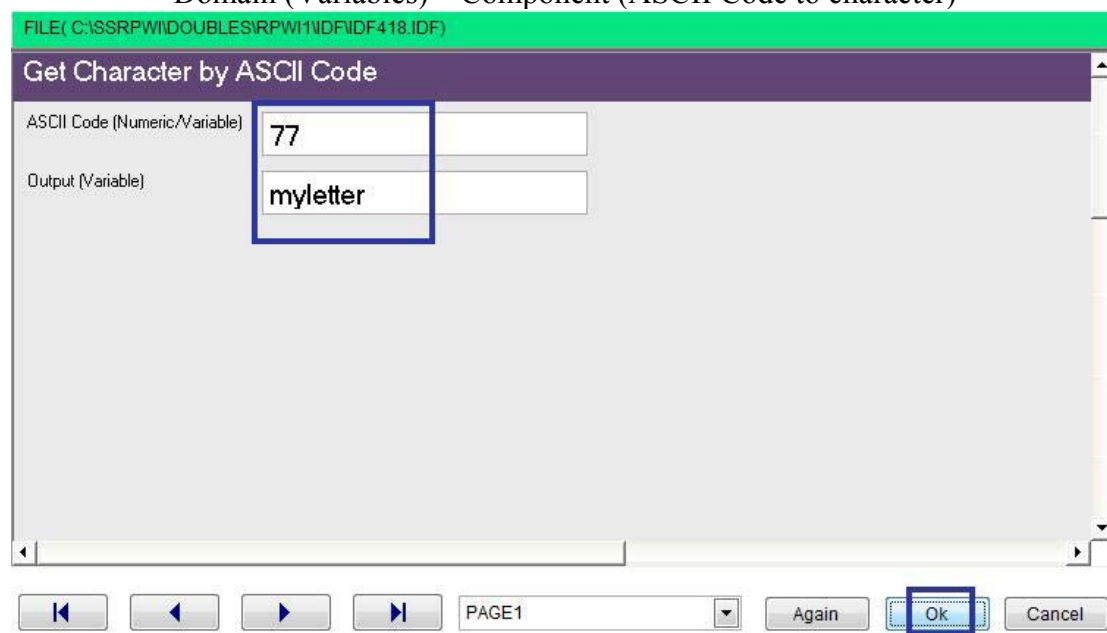 Domain (Variables) – Component (ASCII Code to character)
FILE( C:\SSRPWI\DOUBLES\RPWI1\IDF\IDF418.IDF)
Get Character by ASCII Code
ASCII Code (Numeric/Variable) 77
Output (Variable) myletter
PAGE1 Again Ok Cancel